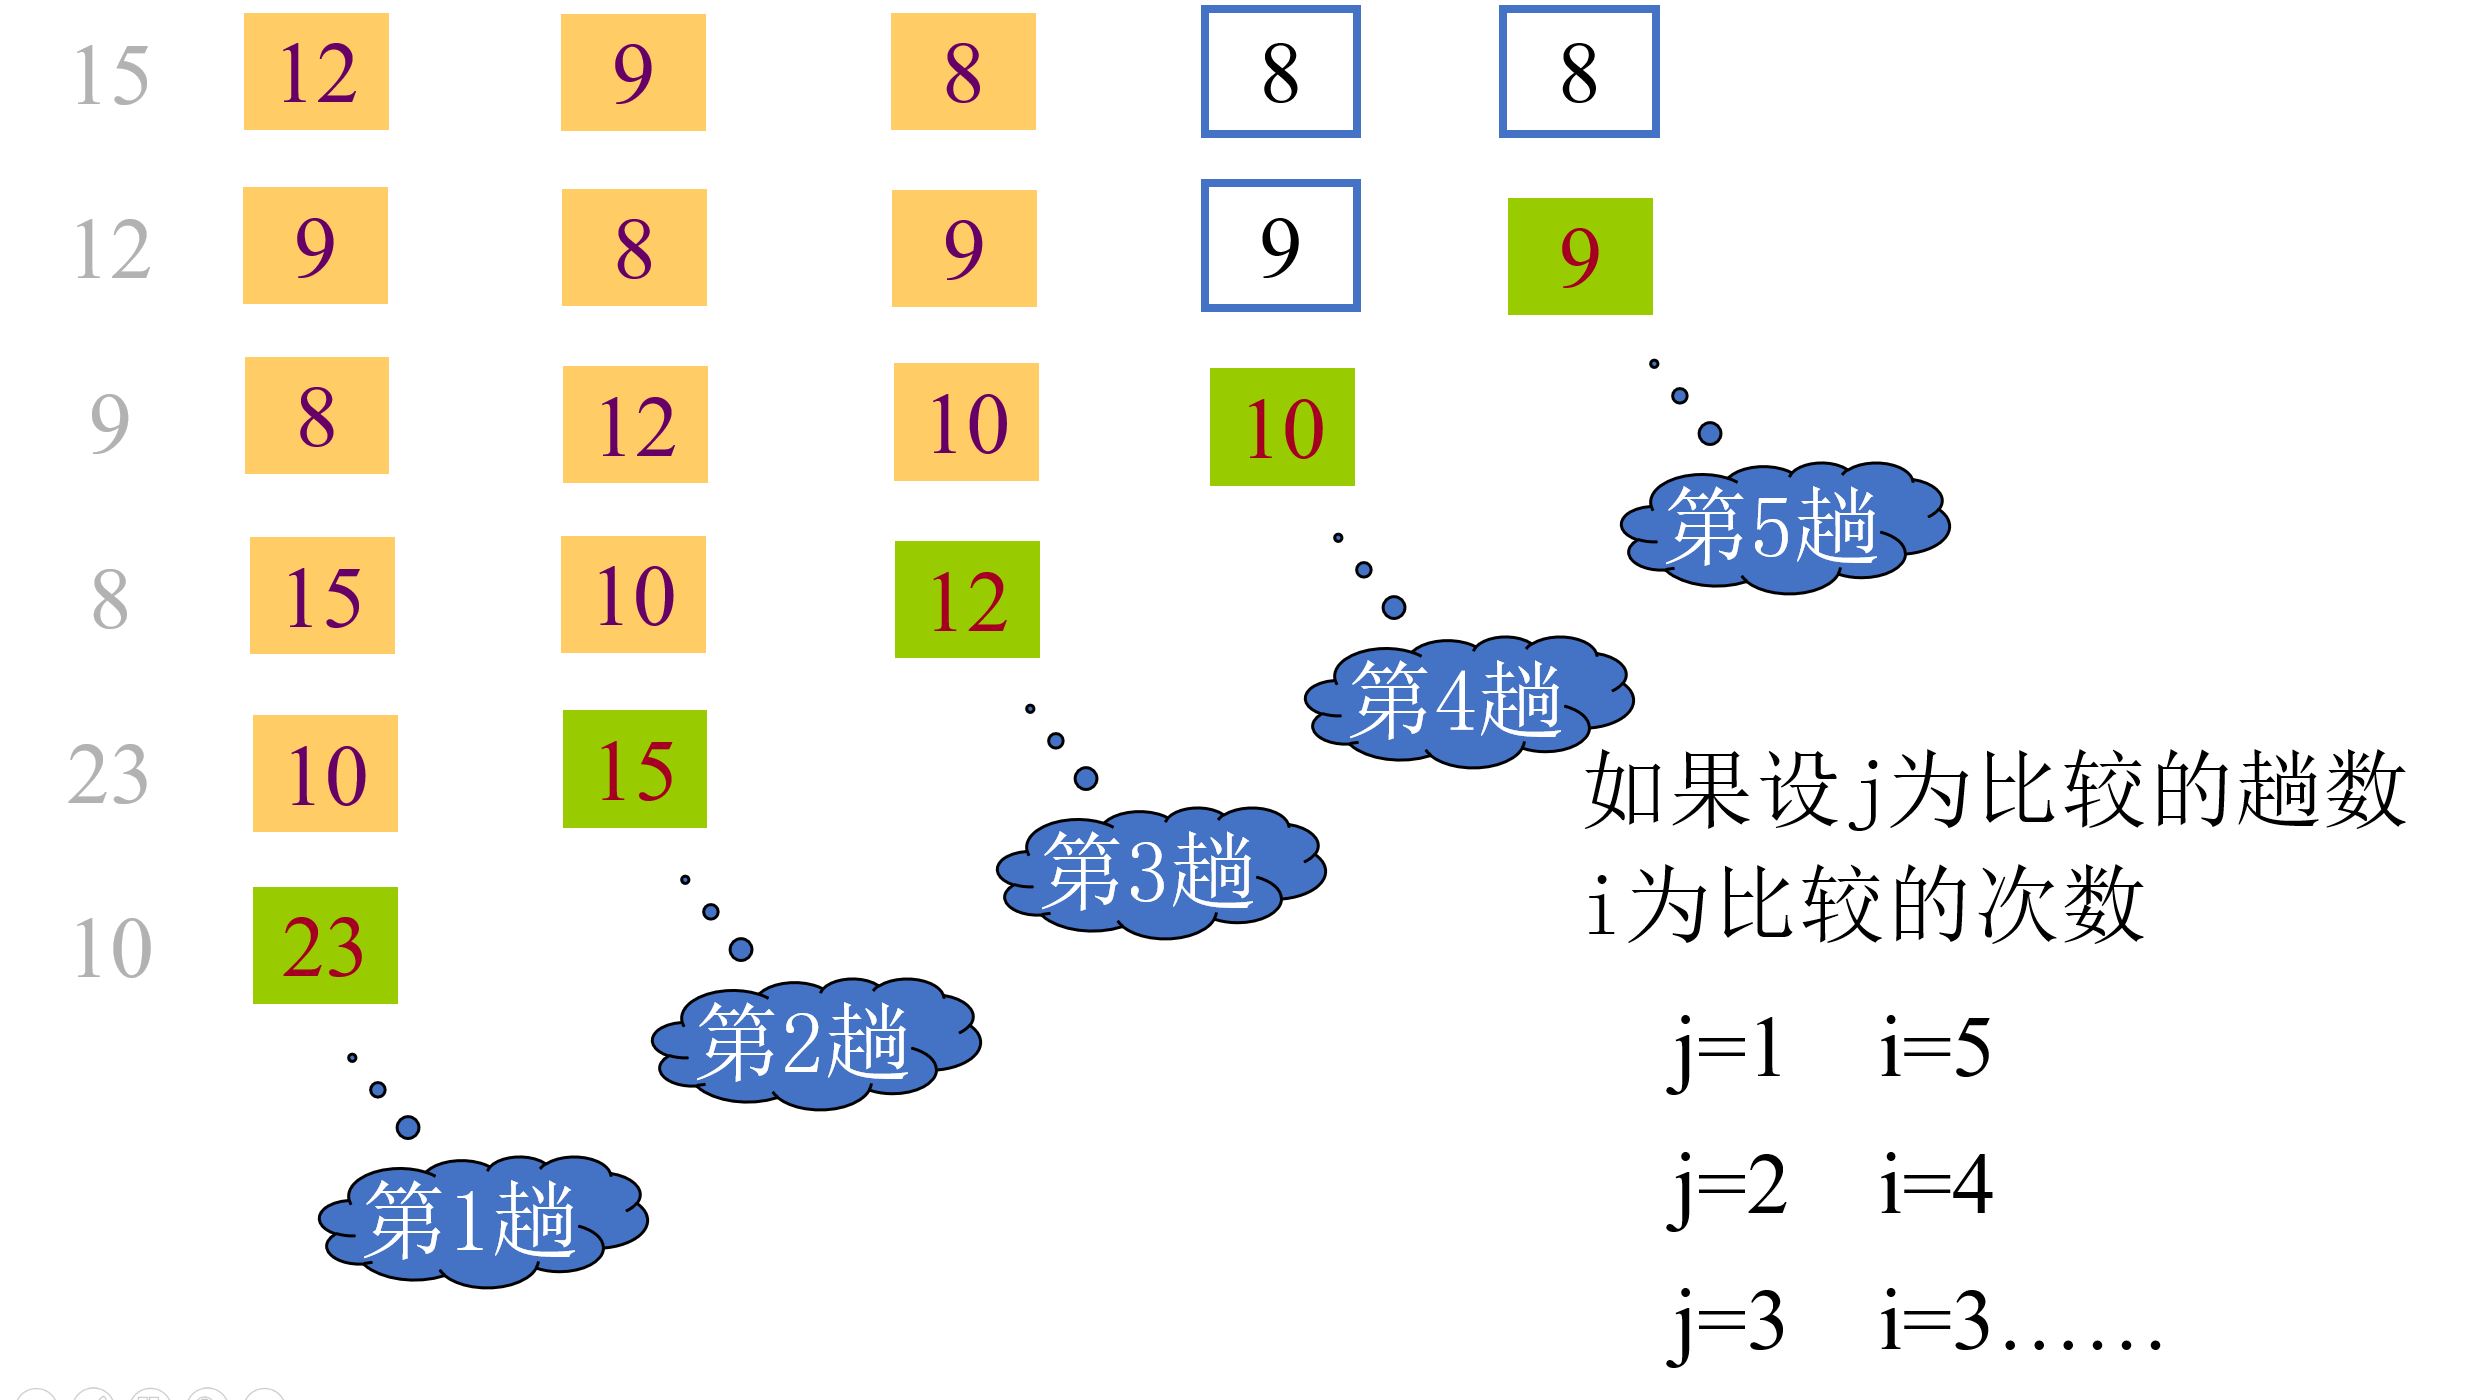 15 12 9 8 8 8
12 9 8 9 9 9
9 8 12 10 10
8 15 10 12
23 10 15
10 23
第5趟
第4趟
第3趟
第2趟
第1趟
如果设j为比较的趟数
i为比较的次数
j=1 i=5
j=2 i=4
j=3 i=3……